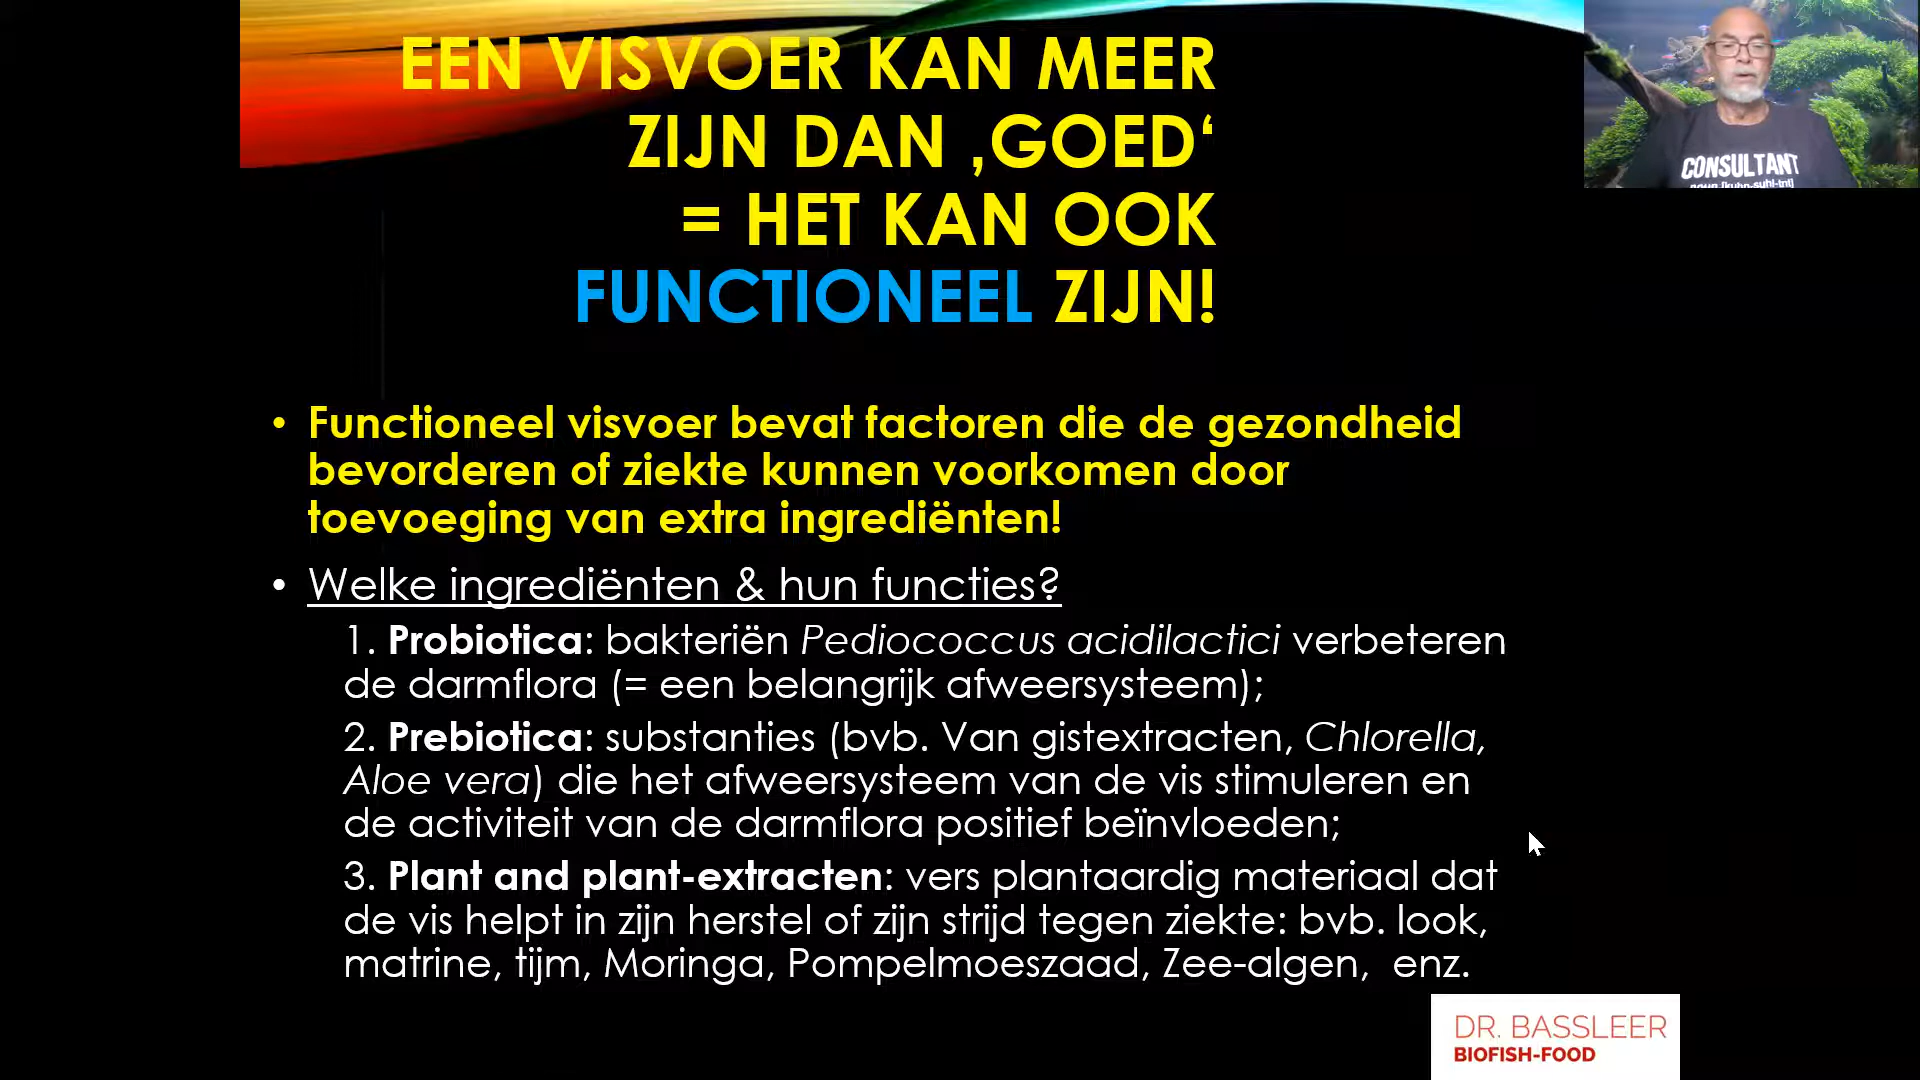 EEN VISVOER KAN MEER
ZIJN DAN ‚GOED‘
= HET KAN OOK
FUNCTIONEEL ZIJN!
• Functioneel visvoer bevat factoren die de gezondheid
bevorderen of ziekte kunnen voorkomen door
toevoeging van extra ingrediënten!
• Welke ingrediënten & hun functies?
1. Probiotica: bakteriën Pediococcus acidilactici verbeteren
de darmflora (= een belangrijk afweersysteem);
2. Prebiotica: substanties (bvb. Van gistextracten, Chlorella,
Aloe vera) die het afweersysteem van de vis stimuleren en
de activiteit van de darmflora positief beïnvloeden;
3. Plant and plant-extracten: vers plantaardig materiaal dat
de vis helpt in zijn herstel of zijn strijd tegen ziekte: bvb. look,
matrine, tijm, Moringa, Pompelmoeszaad, Zee-algen, enz.
CONSULTANT
noun [kuhn-suhl-tnt]
DR. BASSLEER
BIOFISH-FOOD